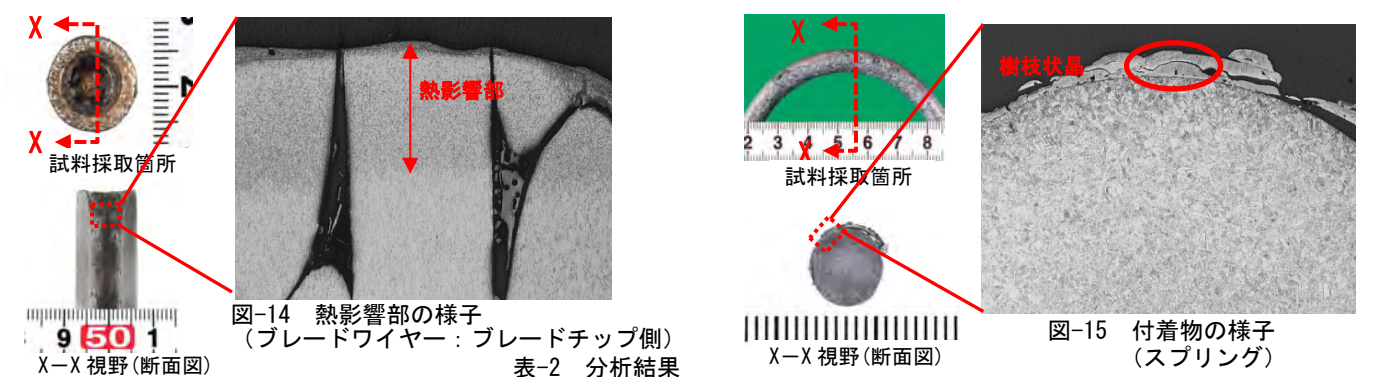 X
X
試料採取箇所
9 50 1
X-X 視野(断面図)
熱影響部
図-14 熱影響部の様子
(ブレードワイヤー:ブレードチップ側)
表-2 分析結果
X
X
2 3 4 5 6 7 8
試料採取箇所
X-X 視野(断面図)
樹枝状晶
図-15 付着物の様子
(スプリング)